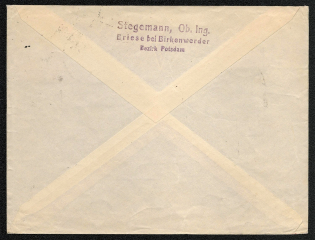 Stegemann, Ob. Ing.
Briese bei Birkenwerder
Bezirk Potsdam